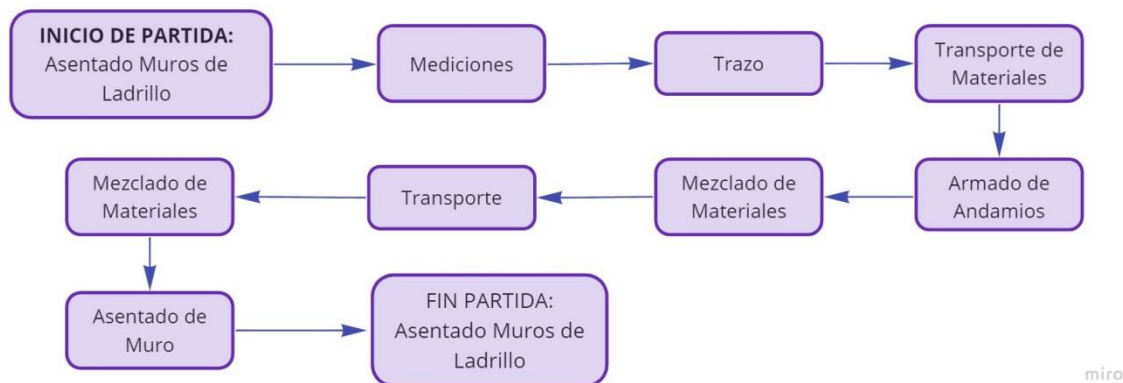 INICIO DE PARTIDA:
Asentado Muros de
Ladrillo
Mediciones
Trazo
Transporte de
Materiales
Armado de
Andamios
Mezclado de
Materiales
Transporte
Mezclado de
Materiales
Asentado de
Muro
FIN PARTIDA:
Asentado Muros de
Ladrillo
miro